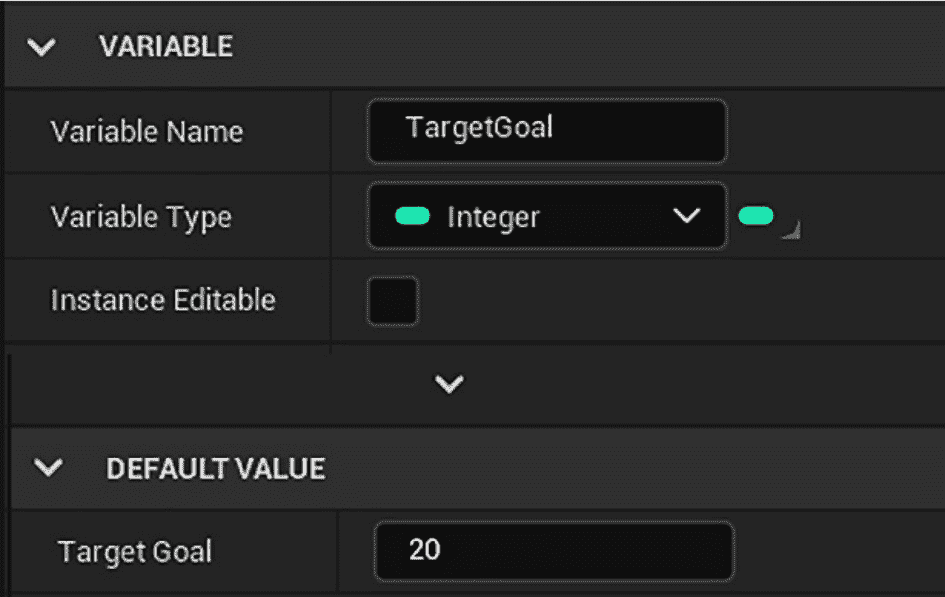 VARIABLE
Variable Name TargetGoal
Variable Type Integer
Instance Editable
DEFAULT VALUE
Target Goal 20